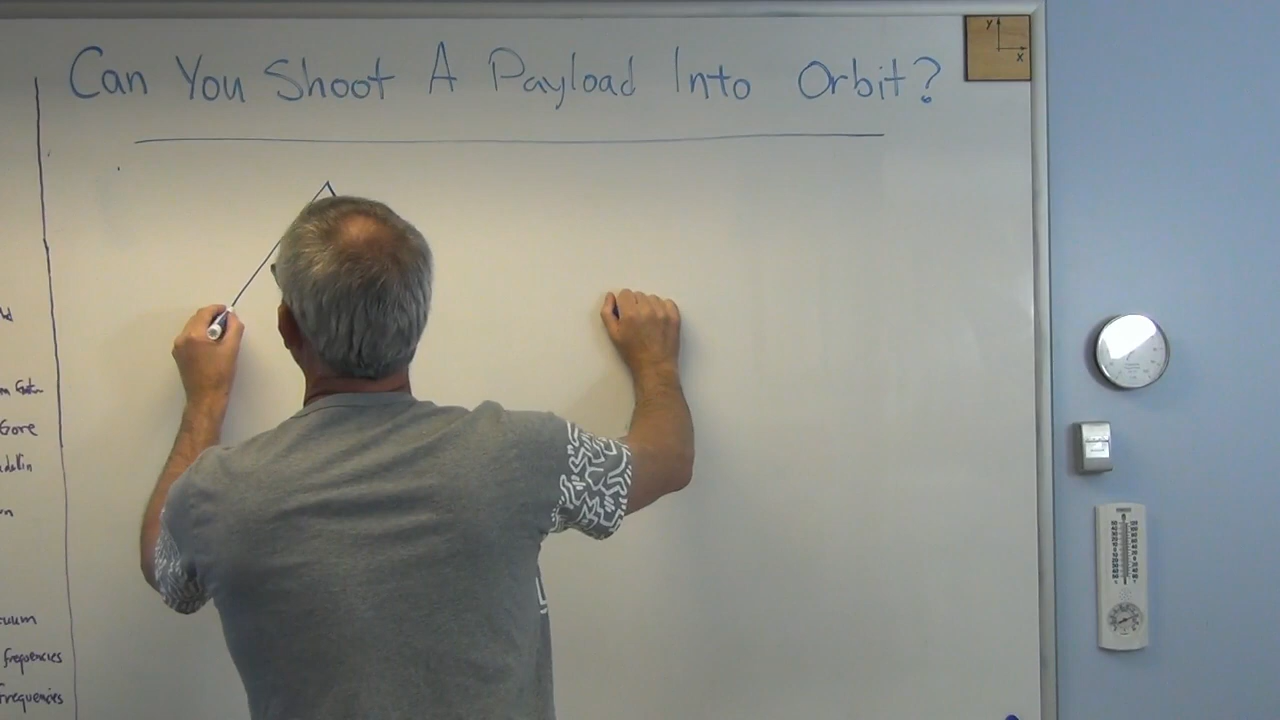 Can You Shoot A Payload Into Orbit?
Y
X
Gore
frequencies
Frequencies